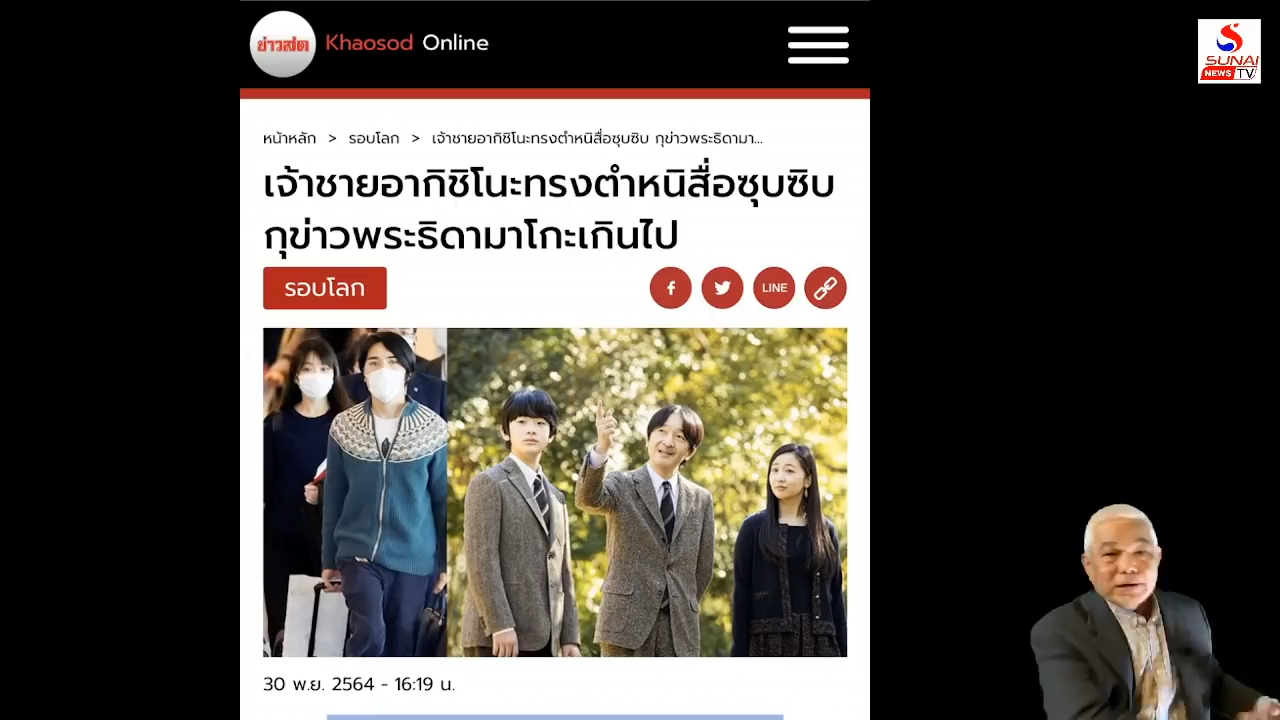 ข่าวสด
Khaosod Online
SUNAI
NEWS TV
หน้าหลัก > รอบโลก > เจ้าชายอากิชิโนะทรงตำหนิสื่อซุบซิบ กุข่าวพระธิดามา...
เจ้าชายอากิชิโนะทรงตำหนิสื่อซุบซิบ
กุข่าวพระธิดามาโกะเกินไป
รอบโลก
LINE
30 พ.ย. 2564 - 16:19 น.